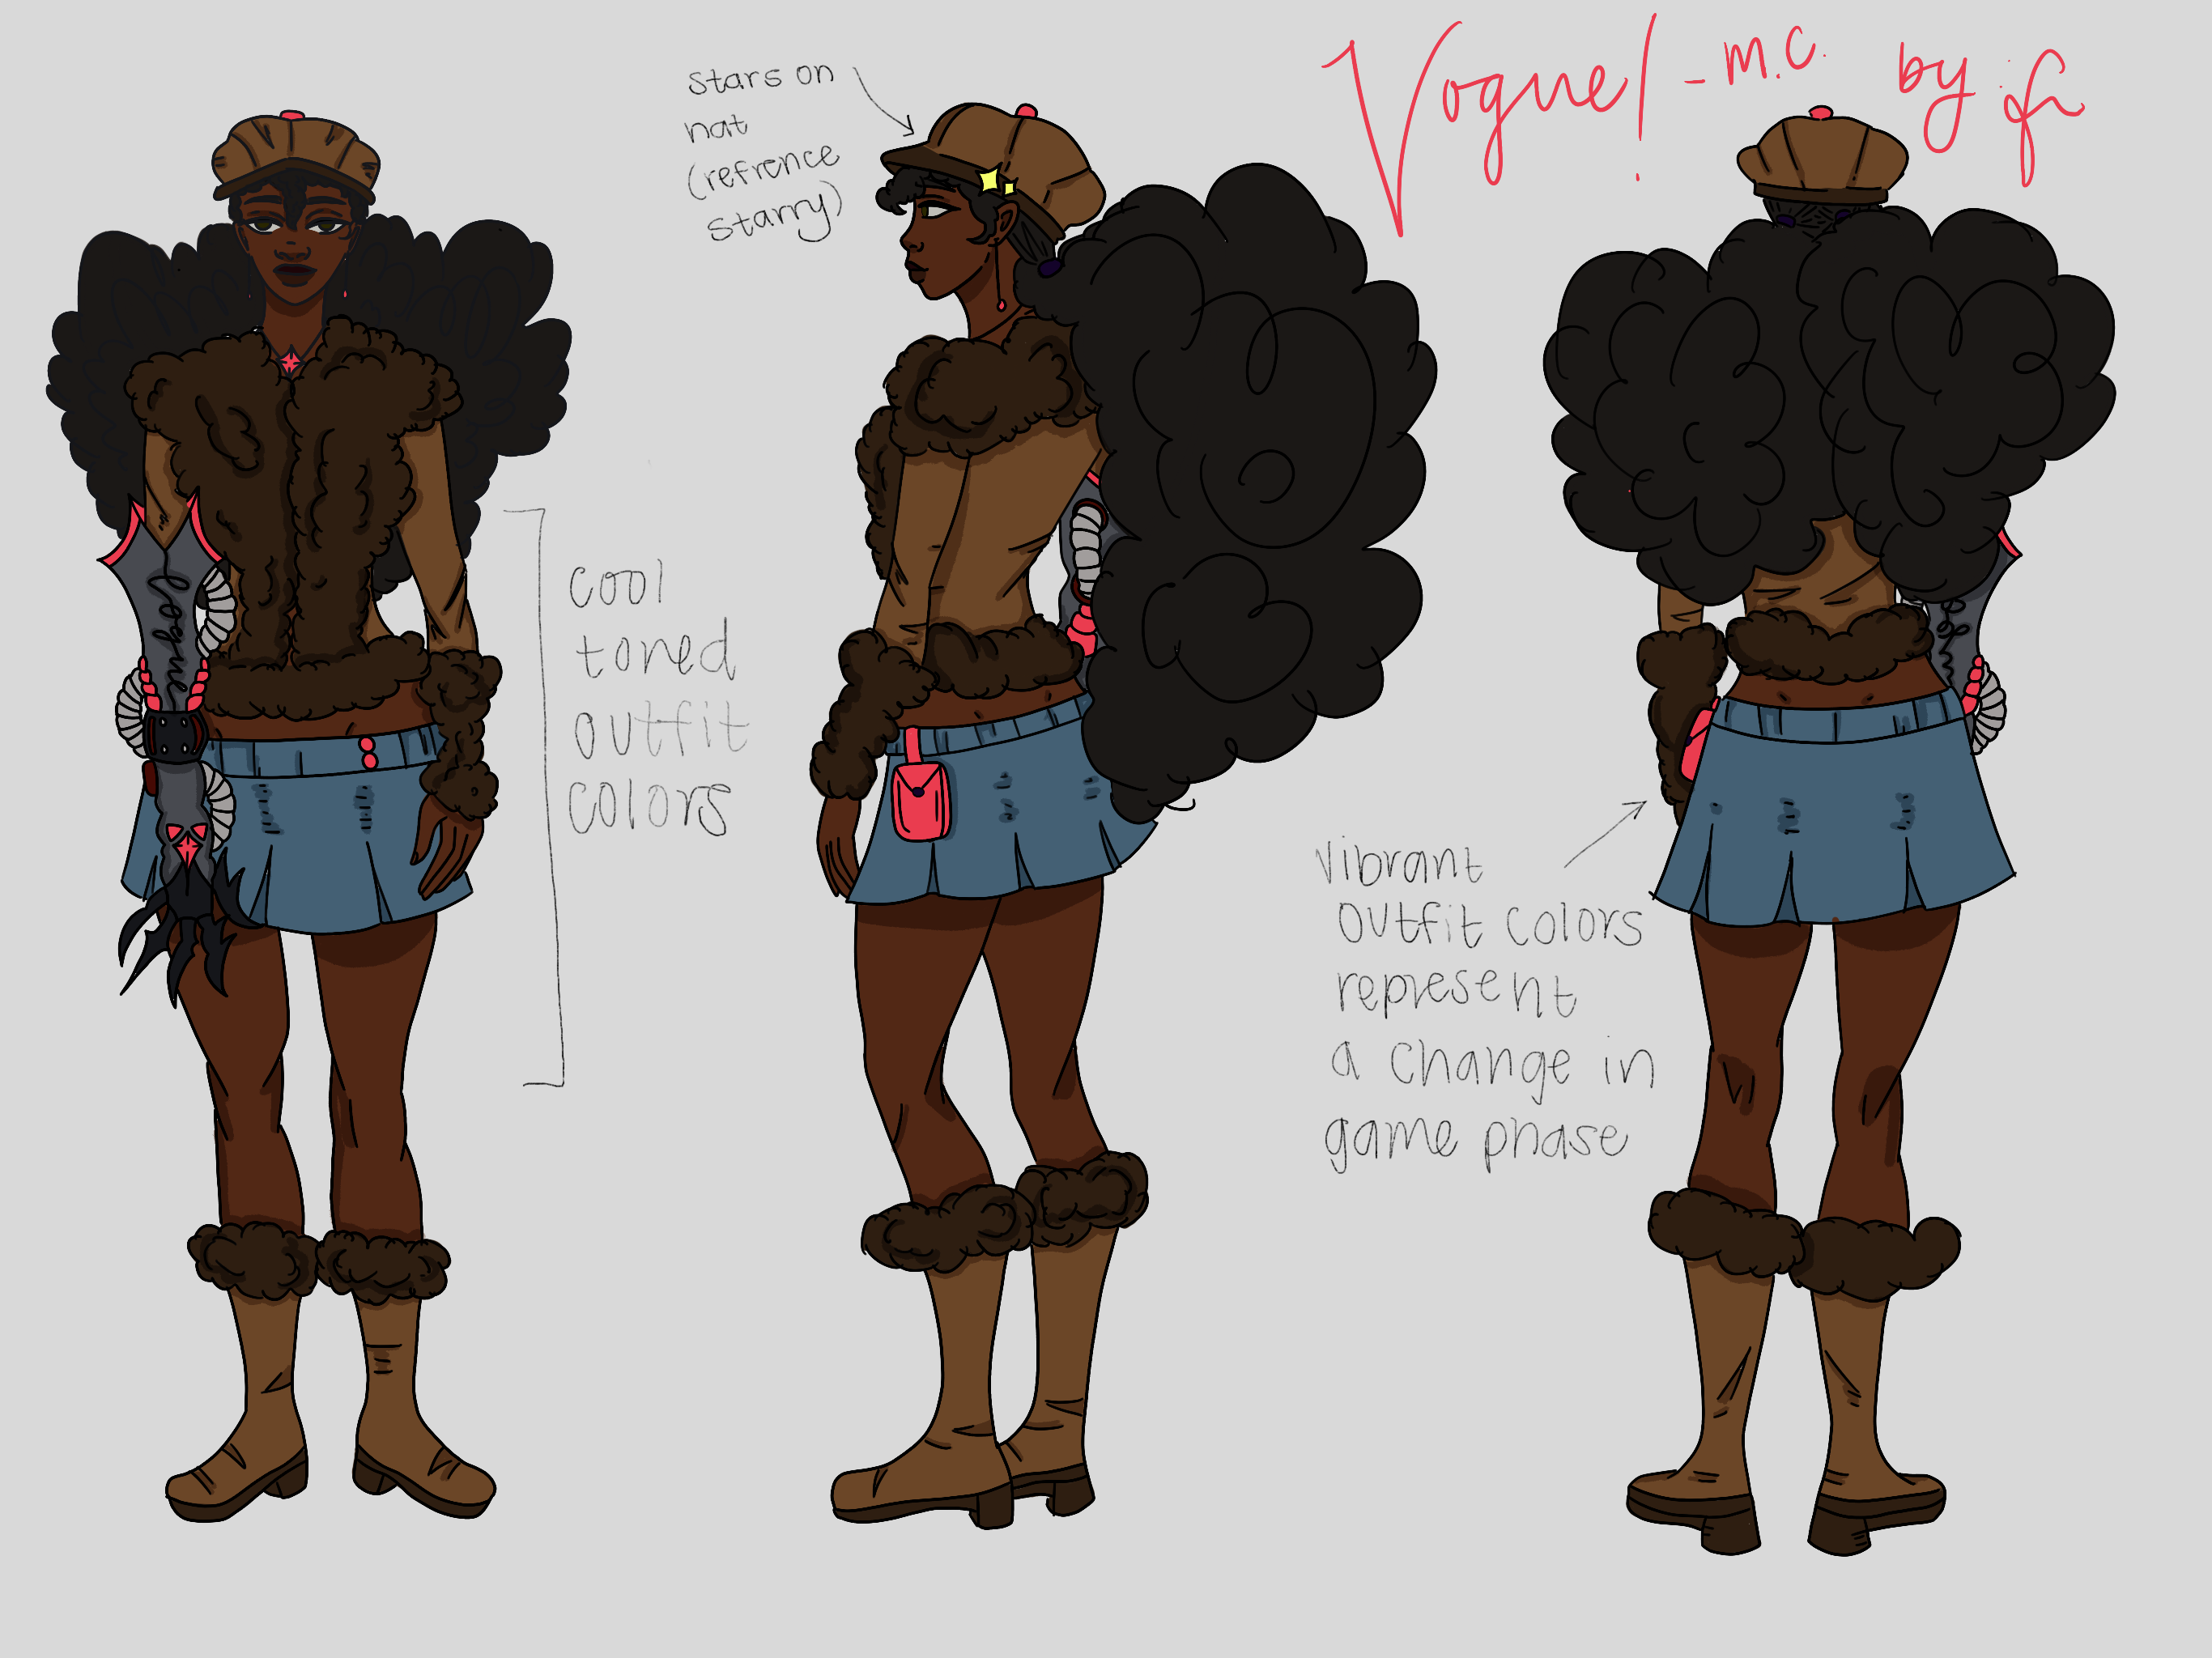 Vogue! - m.c. by
stars on
hat
(refrence
starry)
cool
toned
outfit
colors
Vibrant
outfit colors
represent
a change in
game phase
Vogue